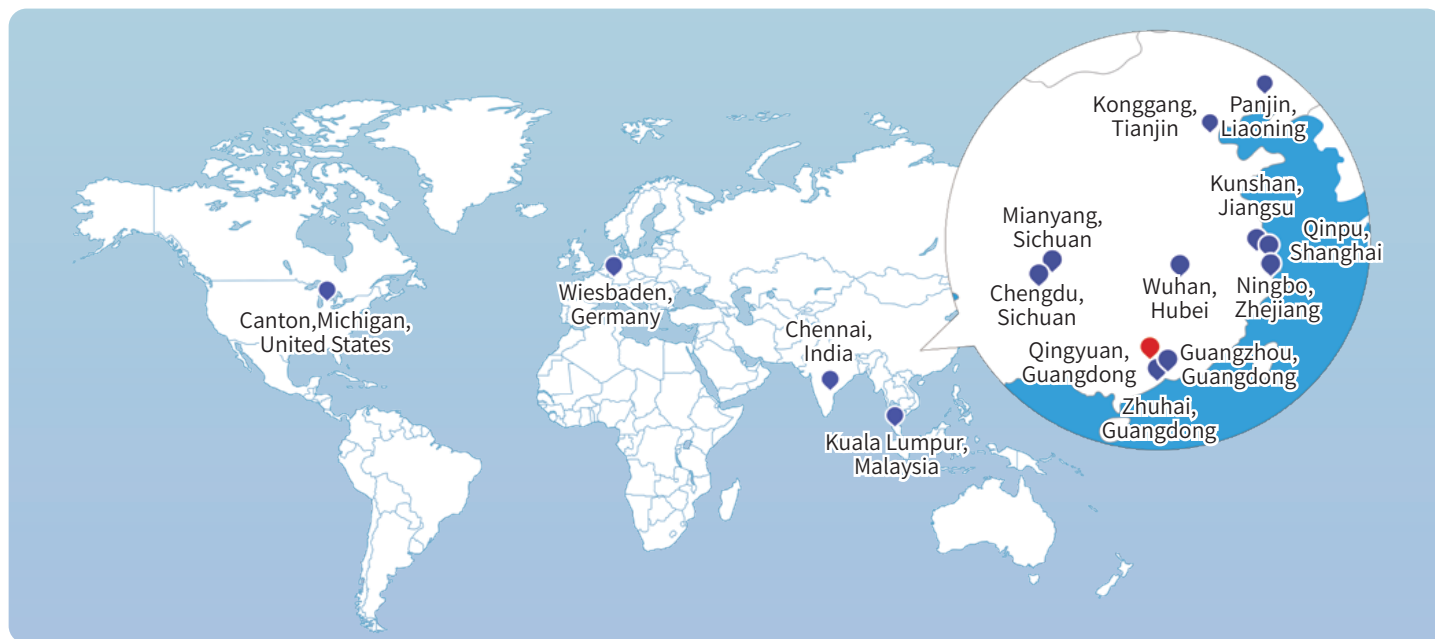 Canton,Michigan,
United States
Wiesbaden,
Germany
Chennai,
India
Kuala Lumpur,
Malaysia
Konggang,
Tianjin
Panjin,
Liaoning
Kunshan,
Jiangsu
Qinpu,
Shanghai
Mianyang,
Sichuan
Chengdu,
Sichuan
Wuhan,
Hubei
Ningbo,
Zhejiang
Qingyuan,
Guangdong
Guangzhou,
Guangdong
Zhuhai,
Guangdong